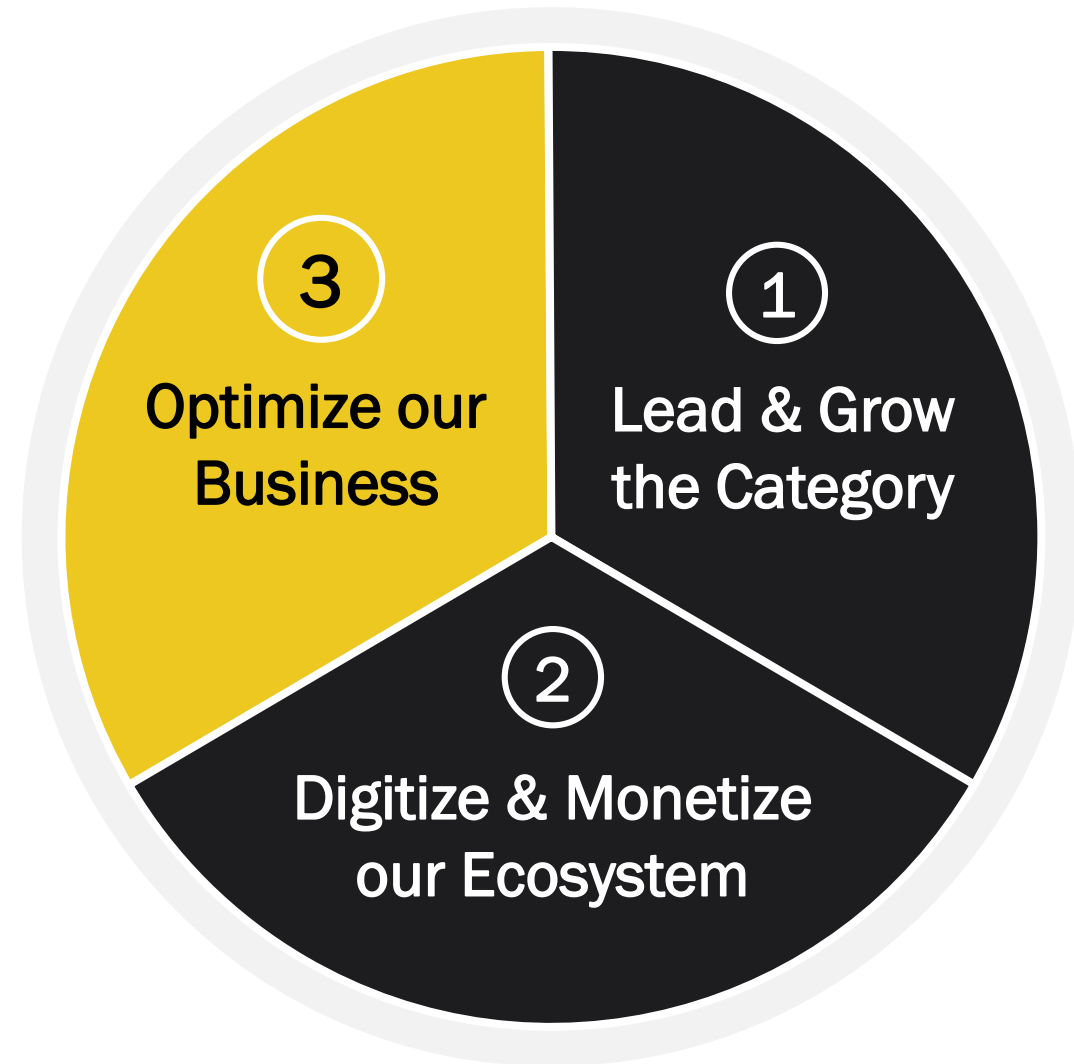 1
Lead & Grow
the Category
2
Digitize & Monetize
our Ecosystem
3
Optimize our
Business